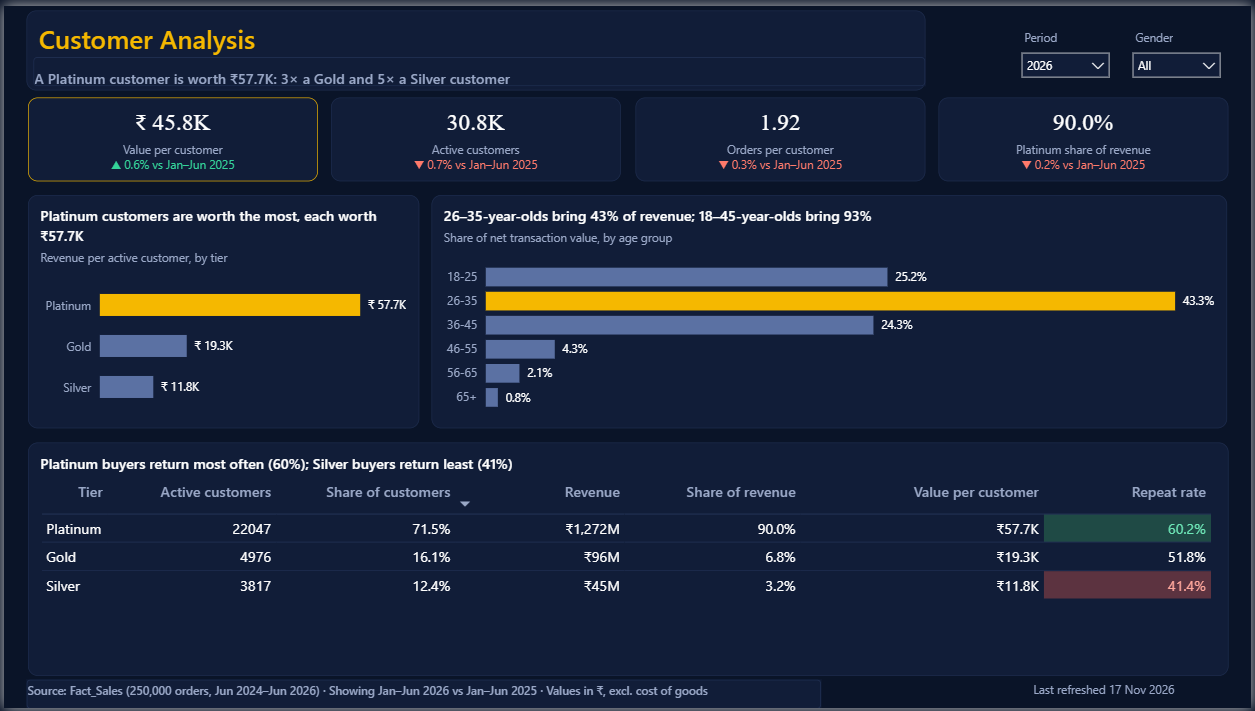 Customer Analysis
A Platinum customer is worth ₹57.7K: 3× a Gold and 5× a Silver customer
Period
2026
Gender
All
₹ 45.8K
Value per customer
▲ 0.6% vs Jan–Jun 2025
30.8K
Active customers
▼ 0.7% vs Jan–Jun 2025
1.92
Orders per customer
▼ 0.3% vs Jan–Jun 2025
90.0%
Platinum share of revenue
▼ 0.2% vs Jan–Jun 2025
Platinum customers are worth the most, each worth
₹57.7K
Revenue per active customer, by tier
Platinum ₹ 57.7K
Gold ₹ 19.3K
Silver ₹ 11.8K
26–35-year-olds bring 43% of revenue; 18–45-year-olds bring 93%
Share of net transaction value, by age group
18-25 25.2%
26-35 43.3%
36-45 24.3%
46-55 4.3%
56-65 2.1%
65+ 0.8%
Platinum buyers return most often (60%); Silver buyers return least (41%)
Tier Active customers Share of customers Revenue Share of revenue Value per customer Repeat rate
Platinum 22047 71.5% ₹1,272M 90.0% ₹57.7K 60.2%
Gold 4976 16.1% ₹96M 6.8% ₹19.3K 51.8%
Silver 3817 12.4% ₹45M 3.2% ₹11.8K 41.4%
Source: Fact_Sales (250,000 orders, Jun 2024–Jun 2026) · Showing Jan–Jun 2026 vs Jan–Jun 2025 · Values in ₹, excl. cost of goods
Last refreshed 17 Nov 2026